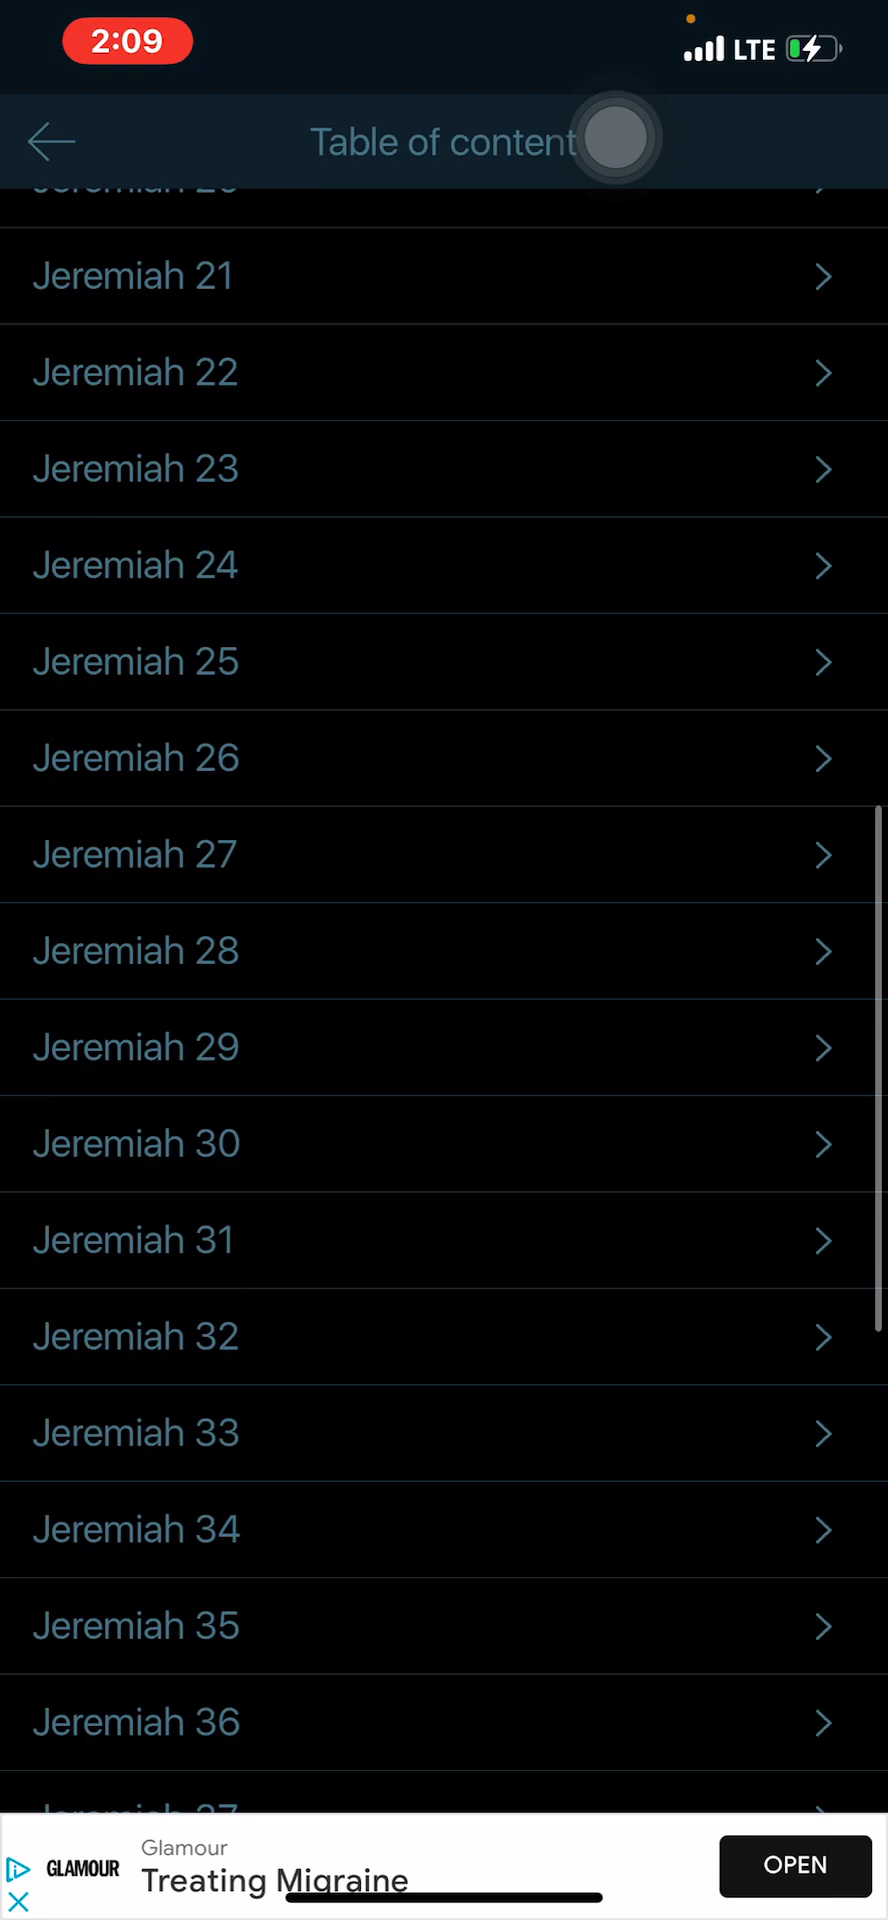 2:09
LTE
Table of content
Jeremiah 21
Jeremiah 22
Jeremiah 23
Jeremiah 24
Jeremiah 25
Jeremiah 26
Jeremiah 27
Jeremiah 28
Jeremiah 29
Jeremiah 30
Jeremiah 31
Jeremiah 32
Jeremiah 33
Jeremiah 34
Jeremiah 35
Jeremiah 36
Jeremiah 37
Glamour
GLAMOUR
Treating Migraine
OPEN